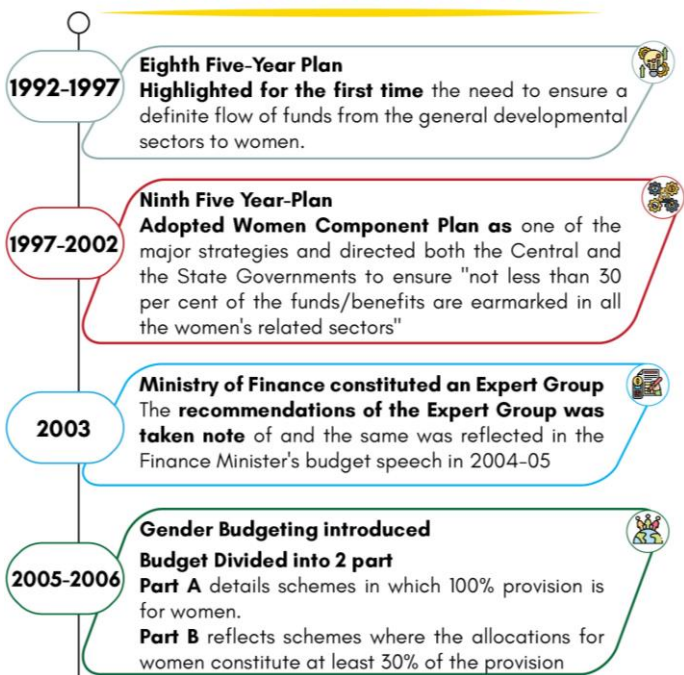 1992-1997
Eighth Five-Year Plan
Highlighted for the first time the need to ensure a
definite flow of funds from the general developmental
sectors to women.
1997-2002
Ninth Five Year-Plan
Adopted Women Component Plan as one of the
major strategies and directed both the Central and
the State Governments to ensure "not less than 30
per cent of the funds/benefits are earmarked in all
the women's related sectors"
2003
Ministry of Finance constituted an Expert Group
The recommendations of the Expert Group was
taken note of and the same was reflected in the
Finance Minister's budget speech in 2004-05
2005-2006
Gender Budgeting introduced
Budget Divided into 2 part
Part A details schemes in which 100% provision is
for women.
Part B reflects schemes where the allocations for
women constitute at least 30% of the provision